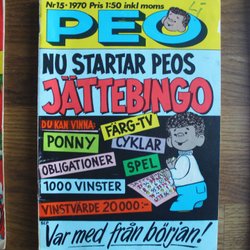 Nr 15 · 1970 Pris 1:50 inkl moms
PEO
NU STARTAR PEOS
JÄTTEBINGO
DU KAN VINNA:
FÄRG-TV
PONNY
CYKLAR
OBLIGATIONER
SPEL
1000 VINSTER
VINSTVÄRDE 20000:-
Var med från början!